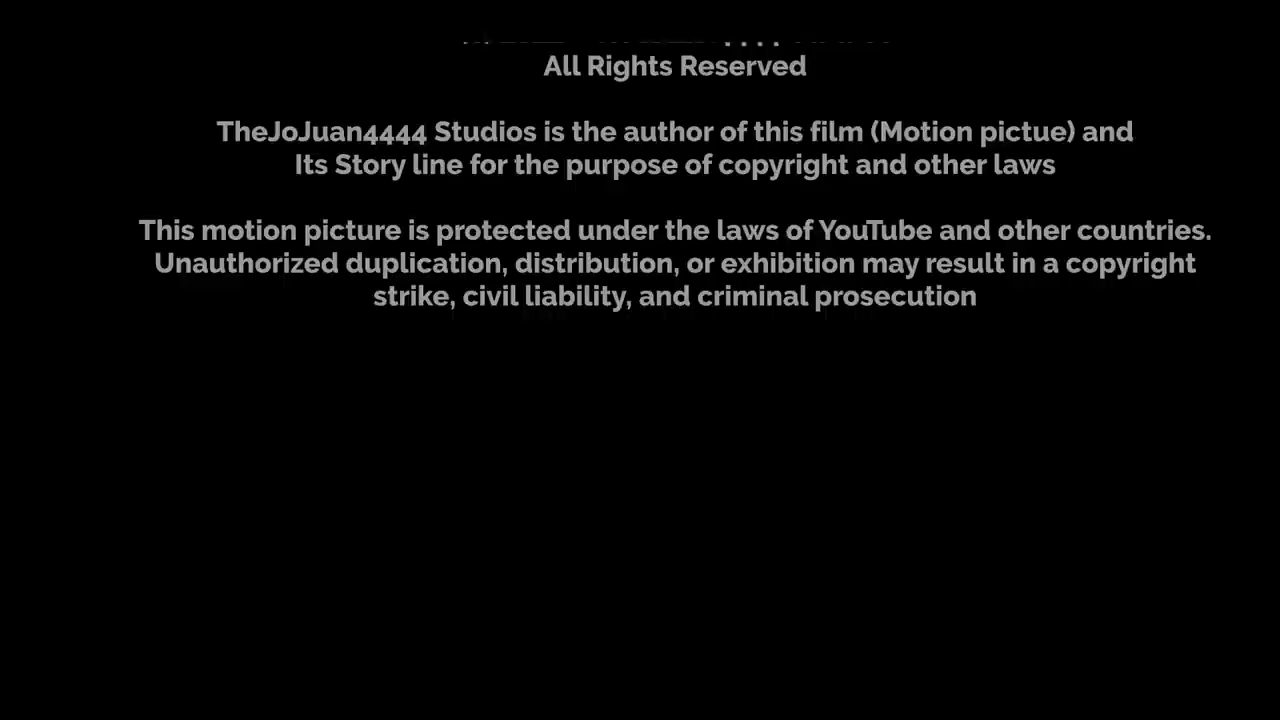 All Rights Reserved
TheJoJuan4444 Studios is the author of this film (Motion pictue) and
Its Story line for the purpose of copyright and other laws
This motion picture is protected under the laws of YouTube and other countries.
Unauthorized duplication, distribution, or exhibition may result in a copyright
strike, civil liability, and criminal prosecution